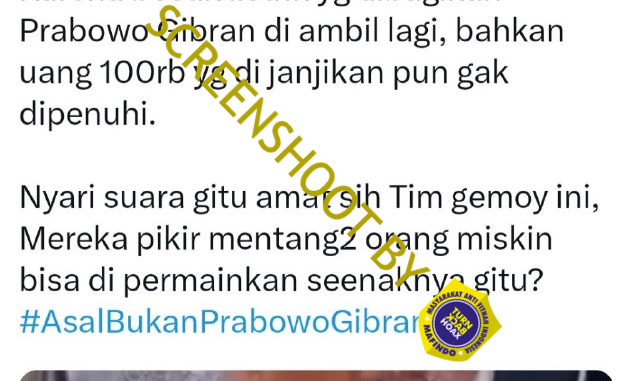 Prabowo Gibran di ambil lagi, bahkan
uang 100rb yg di janjikan pun gak
dipenuhi.
Nyari suara gitu amat sih Tim gemoy ini,
Mereka pikir mentang2 orang miskin
bisa di permainkan seenaknya gitu?
#AsalBukanPrabowoGibran
SCREENSHOOT BY
MASYARAKAT ANTI FITNAH INDONESIA
TURN
BACK
HOAX
MAFINDO